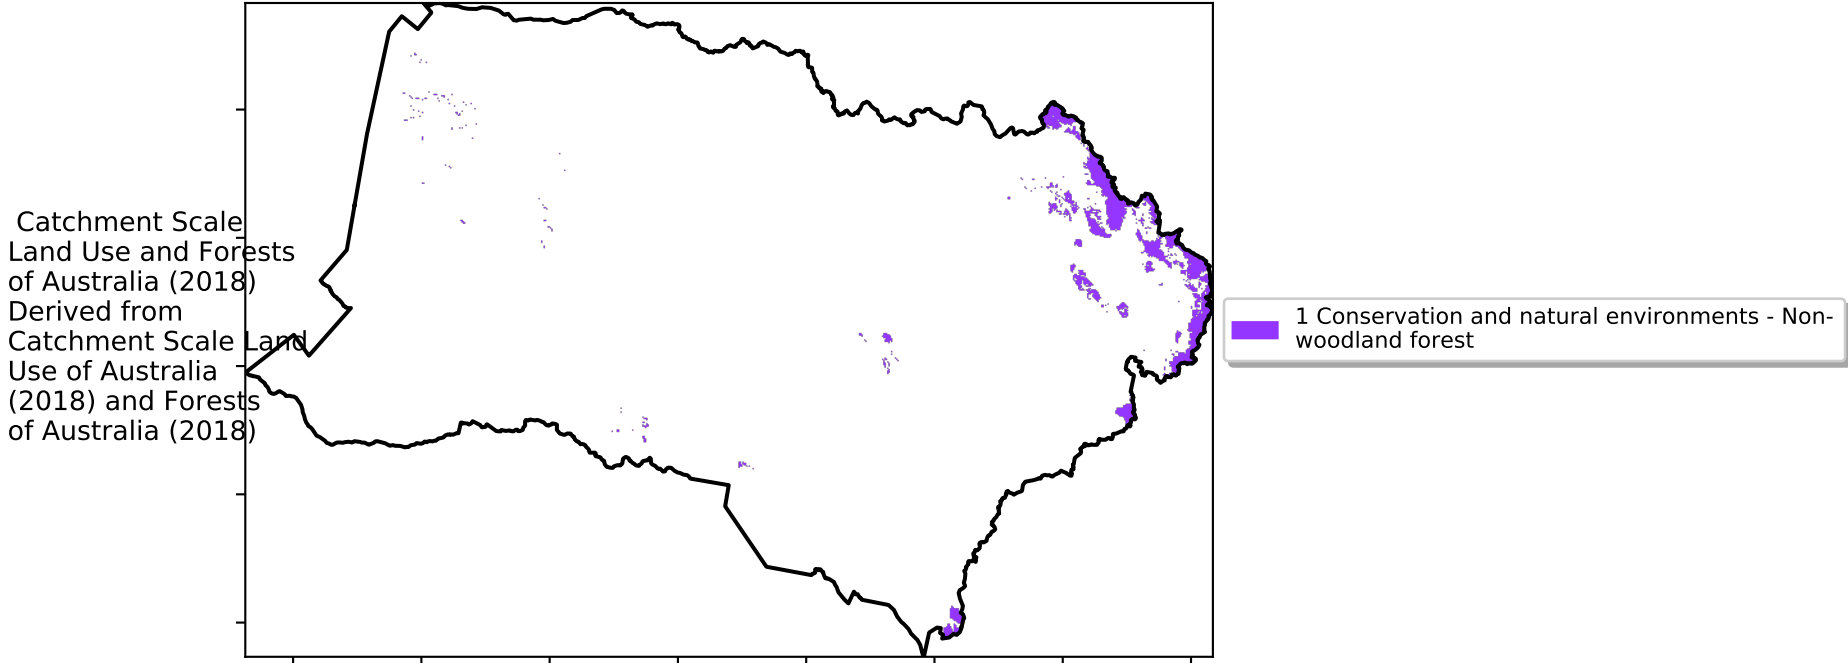 Catchment Scale
Land Use and Forests
of Australia (2018)
Derived from
Catchment Scale Land
Use of Australia
(2018) and Forests
of Australia (2018)
1 Conservation and natural environments - Non-
woodland forest